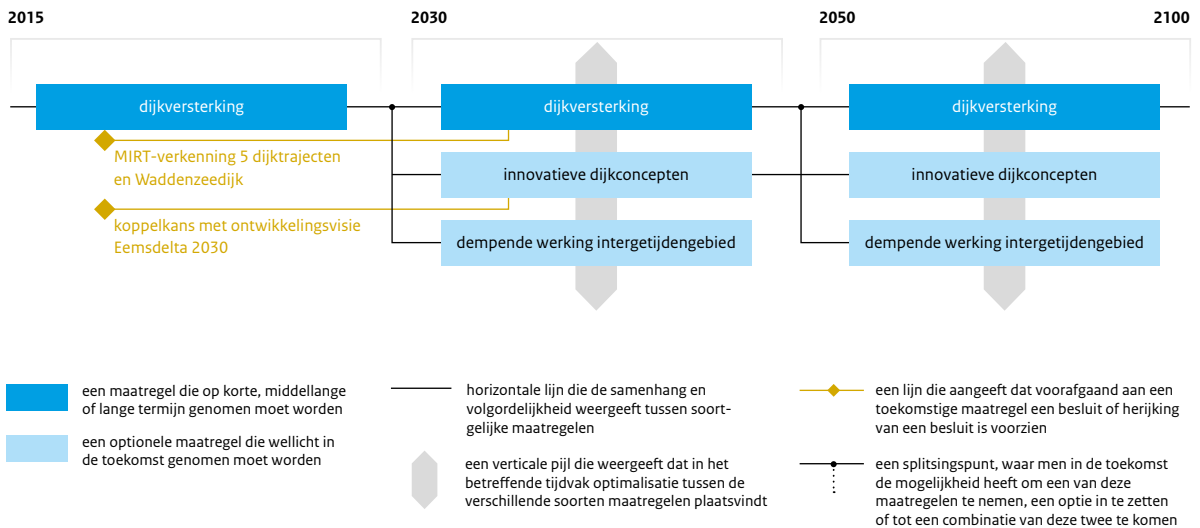 2015
2030
2050
2100
dijkversterking
dijkversterking
dijkversterking
MIRT-verkenning 5 dijktrajecten
en Waddenzeedijk
innovatieve dijkconcepten
innovatieve dijkconcepten
koppelkans met ontwikkelingsvisie
Eemsdelta 2030
dempende werking intergetijdengebied
dempende werking intergetijdengebied
een maatregel die op korte, middellange
of lange termijn genomen moet worden
een optionele maatregel die wellicht in
de toekomst genomen moet worden
horizontale lijn die de samenhang en
volgordelijkheid weergeeft tussen soort-
gelijke maatregelen
een verticale pijl die weergeeft dat in het
betreffende tijdvak optimalisatie tussen de
verschillende soorten maatregelen plaatsvindt
een lijn die aangeeft dat voorafgaand aan een
toekomstige maatregel een besluit of herijking
van een besluit is voorzien
een splitsingspunt, waar men in de toekomst
de mogelijkheid heeft om een van deze
maatregelen te nemen, een optie in te zetten
of tot een combinatie van deze twee te komen